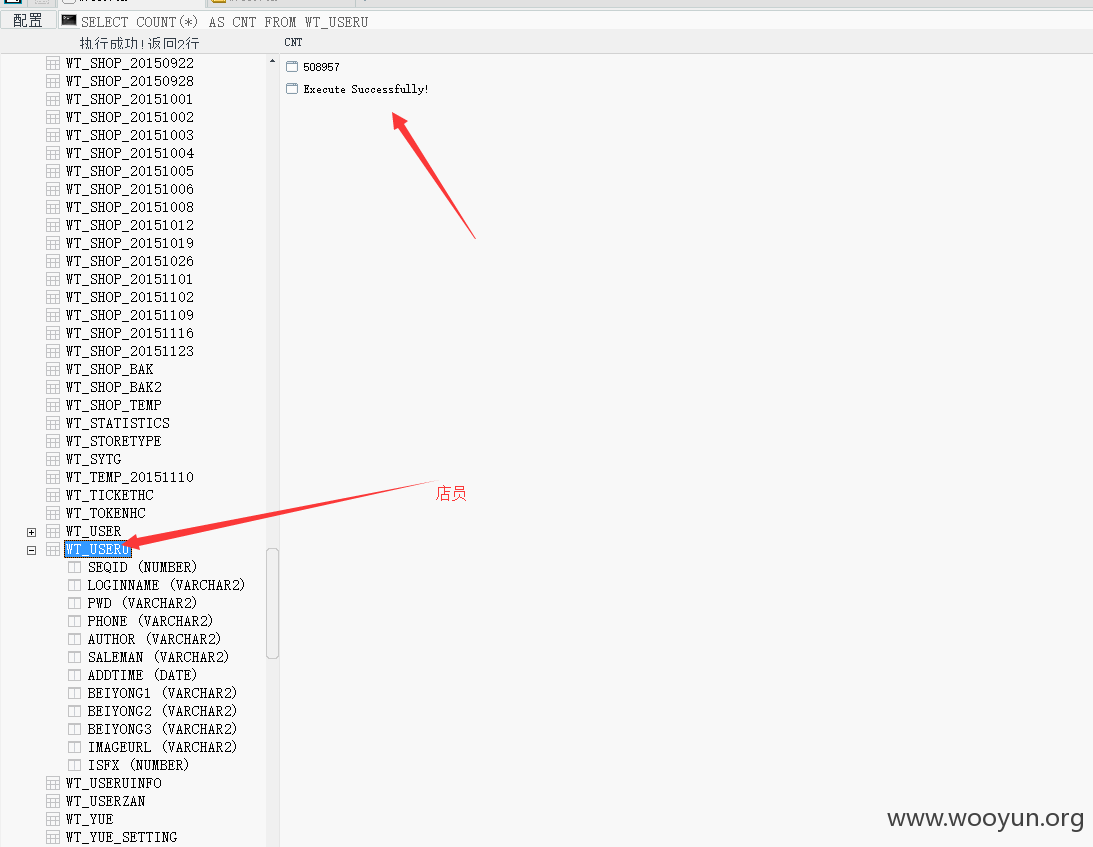 配置
SELECT COUNT(*) AS CNT FROM WT_USERU
执行成功!返回2行
CNT
508957
Execute Successfully!
WT_SHOP_20150922
WT_SHOP_20150928
WT_SHOP_20151001
WT_SHOP_20151002
WT_SHOP_20151003
WT_SHOP_20151004
WT_SHOP_20151005
WT_SHOP_20151006
WT_SHOP_20151008
WT_SHOP_20151012
WT_SHOP_20151019
WT_SHOP_20151026
WT_SHOP_20151101
WT_SHOP_20151102
WT_SHOP_20151109
WT_SHOP_20151116
WT_SHOP_20151123
WT_SHOP_BAK
WT_SHOP_BAK2
WT_SHOP_TEMP
WT_STATISTICS
WT_STORETYPE
WT_SYTG
WT_TEMP_20151110
WT_TICKETHC
店员
WT_TOKENHC
WT_USER
WT_USERU
SEQID (NUMBER)
LOGINNAME (VARCHAR2)
PWD (VARCHAR2)
PHONE (VARCHAR2)
AUTHOR (VARCHAR2)
SALEMAN (VARCHAR2)
ADDTIME (DATE)
BEIYONG1 (VARCHAR2)
BEIYONG2 (VARCHAR2)
BEIYONG3 (VARCHAR2)
IMAGEURL (VARCHAR2)
ISFX (NUMBER)
WT_USERUINFO
WT_USERZAN
WT_YUE
WT_YUE_SETTING
www.wooyun.org